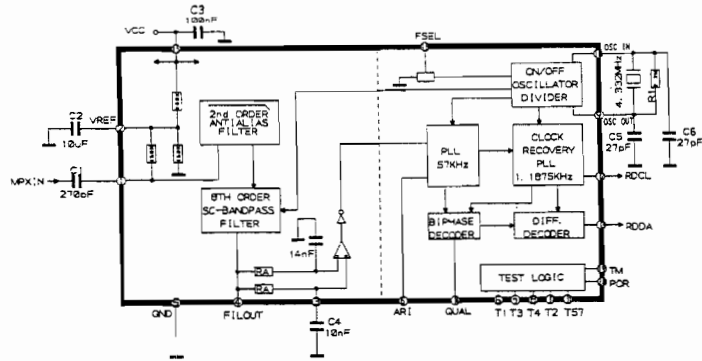 C3
100nF
VCC
FSEL
OSC IN
ON/OFF
OSCILLATOR
DIVIDER
4.332MHz
R1
OSC OUT
C5
27pF
C6
27pF
C2
10uF
VREF
2nd ORDER
ANTIALIAS
FILTER
C1
MPXIN
270pF
PLL
57KHz
CLOCK
RECOVERY
PLL
1.1875KHz
RDCL
8TH ORDER
SC-BANDPASS
FILTER
14nF
BIPHASE
DECODER
DIFF.
DECODER
RDDA
RA
RA
TEST LOGIC
TM
POR
GND
FILOUT
C4
10nF
ARI
QUAL
T1 T3 T4 T2 T57